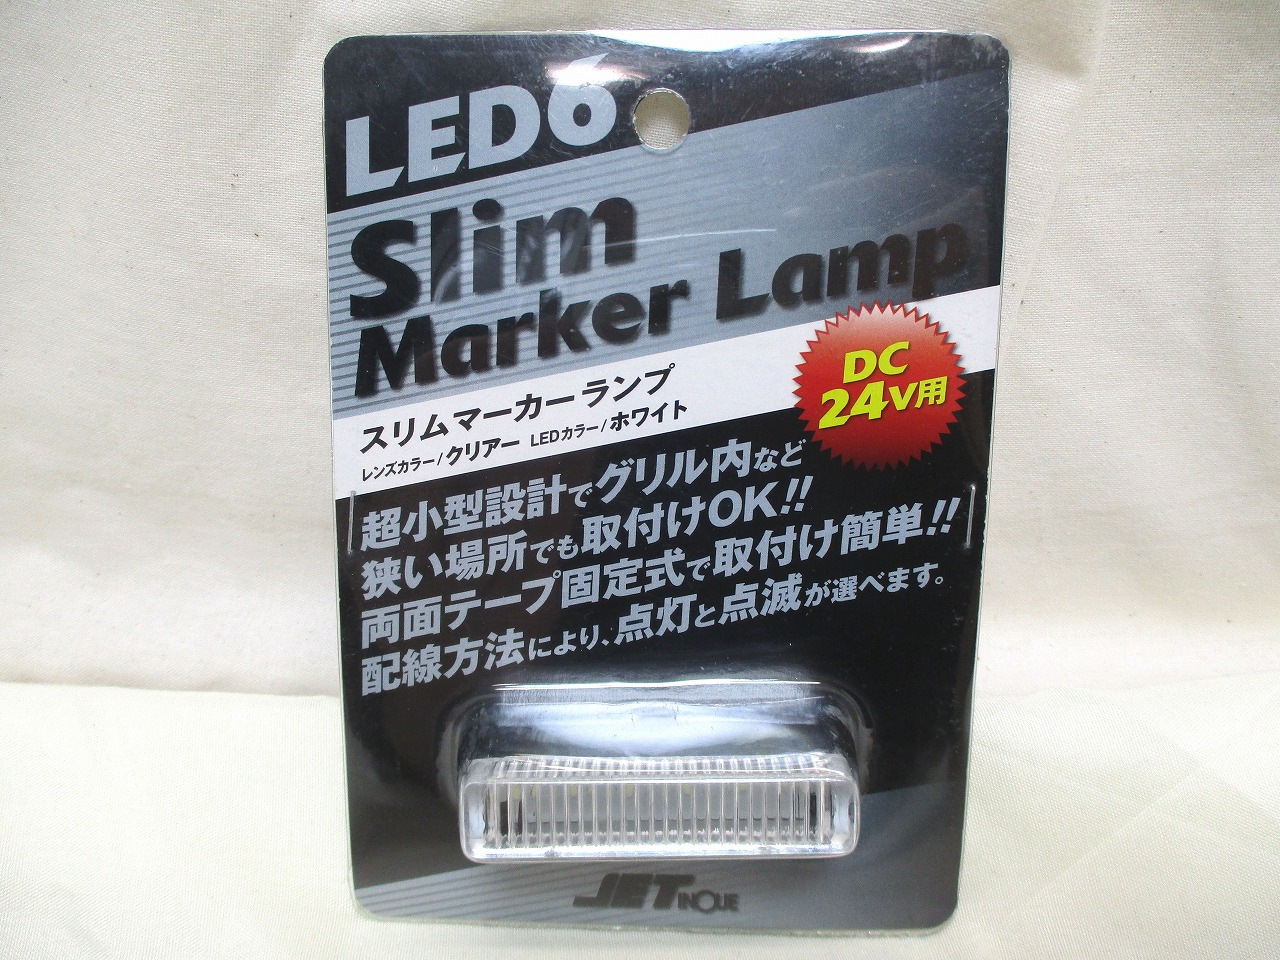 LED6
Slim
Marker Lamp
DC
24V用
スリムマーカーランプ
レンズカラー/クリアー LEDカラー/ホワイト
超小型設計でグリル内など
狭い場所でも取付けOK!!
両面テープ固定式で取付け簡単!!
配線方法により、点灯と点滅が選べます。
JET INOUE